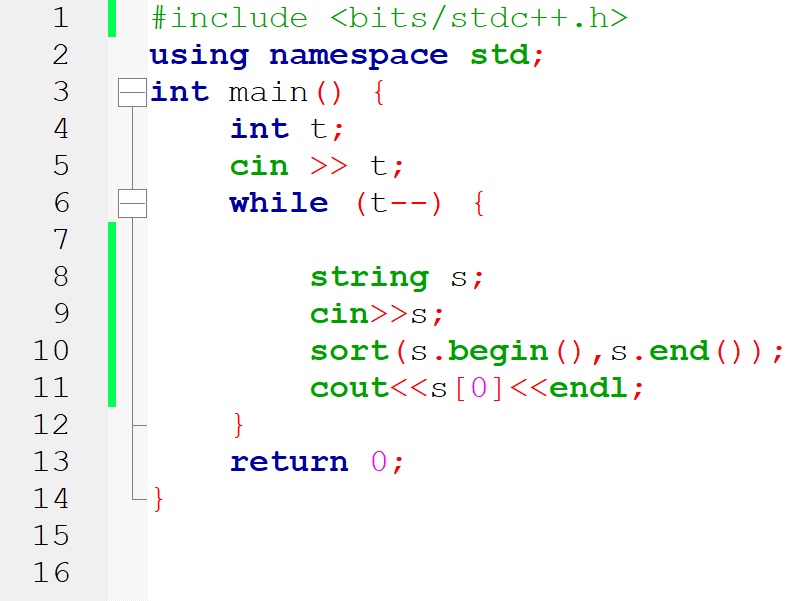 1 #include <bits/stdc++.h>
2 using namespace std;
3 int main() {
4     int t;
5     cin >> t;
6     while (t--) {
7
8         string s;
9         cin>>s;
10         sort(s.begin(),s.end());
11         cout<<s[0]<<endl;
12     }
13     return 0;
14 }
15
16